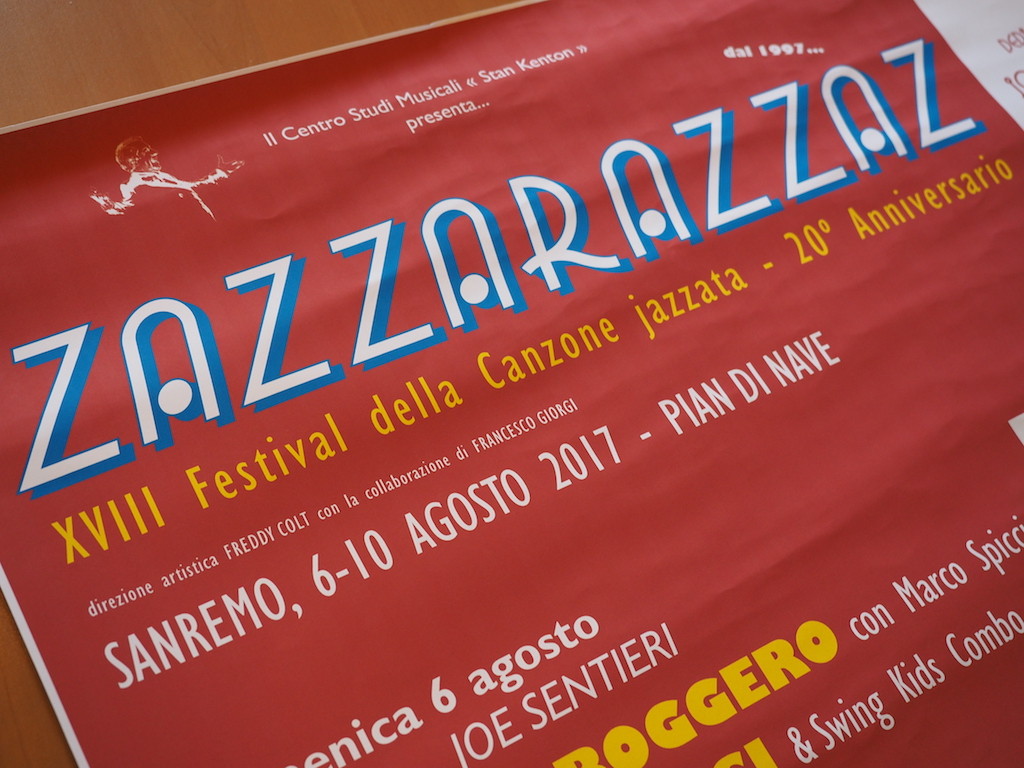 Il Centro Studi Musicali « Stan Kenton »
presenta...
dal 1997...
ZAZZARAZZAZ
XVIII Festival della Canzone jazzata - 20° Anniversario
direzione artistica FREDDY COLT con la collaborazione di FRANCESCO GIORGI
SANREMO, 6-10 AGOSTO 2017 - PIAN DI NAVE
6 agosto
JOE SENTIERI
ROGGERO con Marco
& Swing Kids Combo